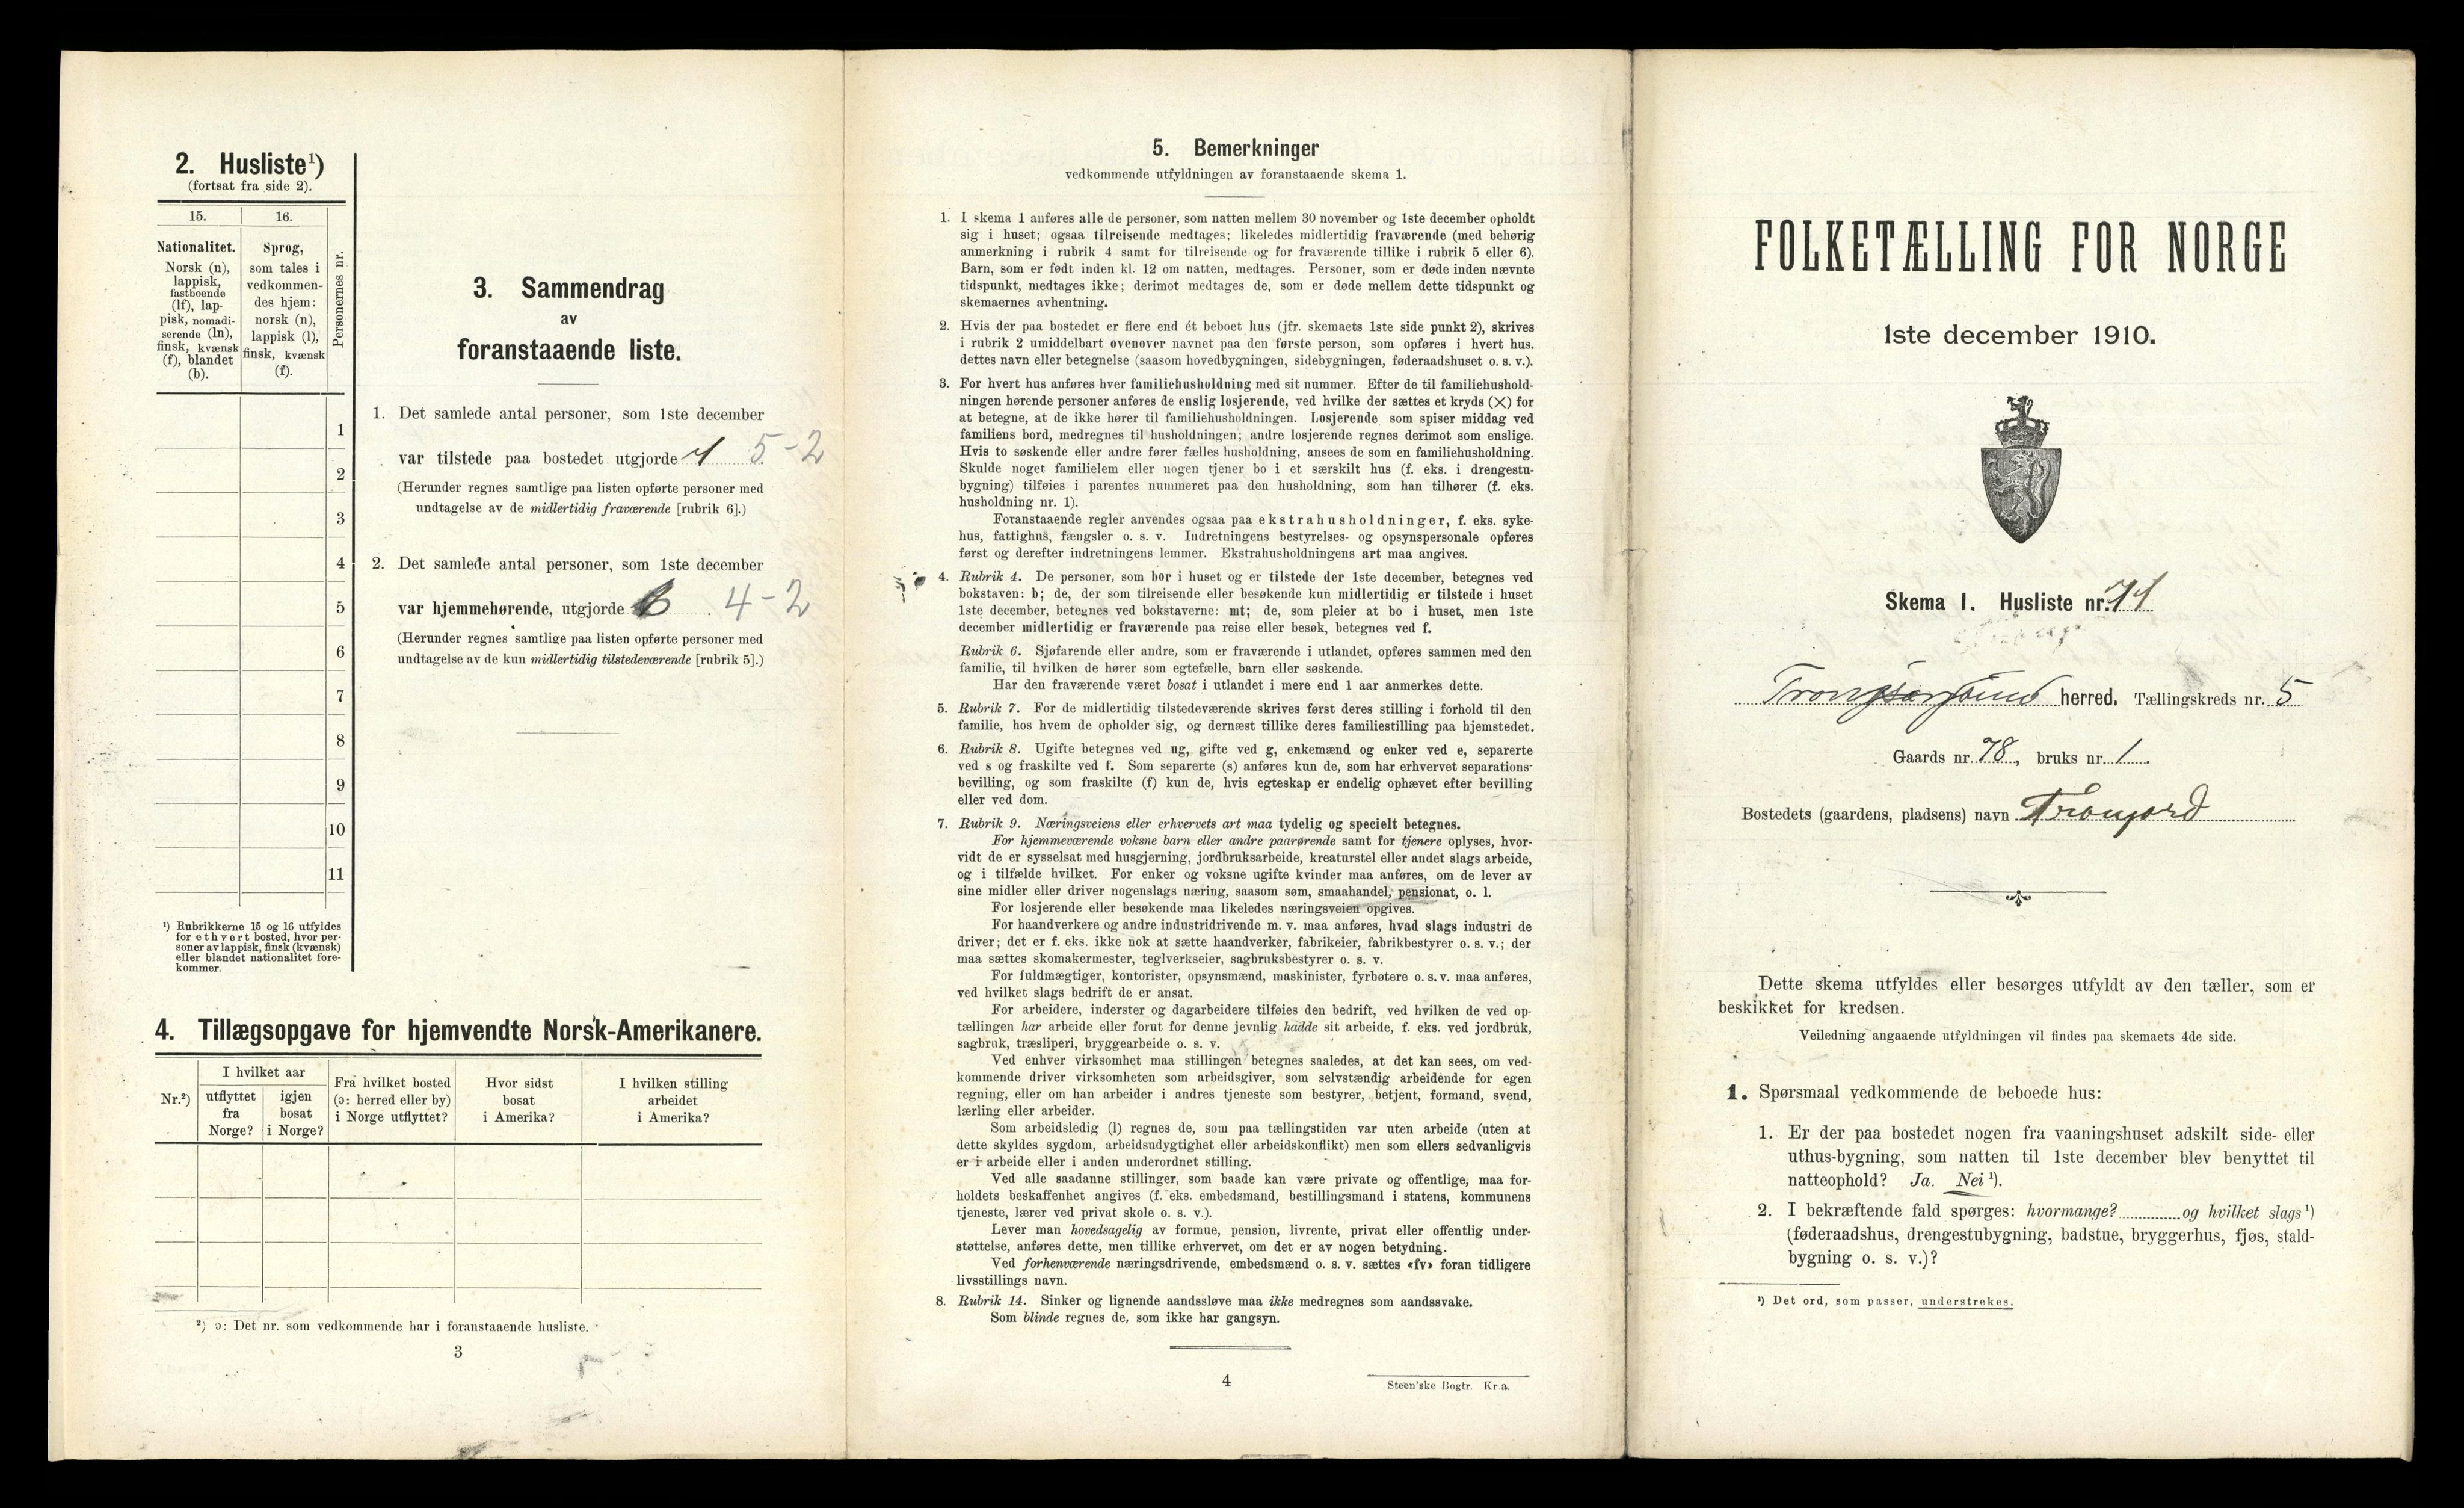 2. Husliste¹)
(fortsat fra side 2).
15.
16.
Personernes nr.
Nationalitet.
Norsk (n),
lappisk,
fastboende
(lf), lap-
pisk, nomadi-
serende (ln),
finsk, kvænsk
(f), blandet
(b).
Sprog,
som tales i
vedkommen-
des hjem:
norsk (n),
lappisk (l),
finsk, kvænsk
(f).
1
2
3
4
5
6
7
8
9
10
11
¹) Rubrikkerne 15 og 16 utfyldes
for ethvert bosted, hvor per-
soner av lappisk, finsk (kvænsk)
eller blandet nationalitet fore-
kommer.
3. Sammendrag
av
foranstaaende liste.
1. Det samlede antal personer, som 1ste december
var tilstede paa bostedet utgjorde 7 5-2
(Herunder regnes samtlige paa listen opførte personer med
undtagelse av de midlertidig fraværende [rubrik 6].)
2. Det samlede antal personer, som 1ste december
var hjemmehørende, utgjorde 6 . 4-2
(Herunder regnes samtlige paa listen opførte personer med
undtagelse av de kun midlertidig tilstedeværende [rubrik 5].)
4. Tillægsopgave for hjemvendte Norsk-Amerikanere.
Nr.²)
I hvilket aar
utflyttet
fra
Norge?
igjen
bosat
i Norge?
Fra hvilket bosted
(ɔ: herred eller by)
i Norge utflyttet?
Hvor sidst
bosat
i Amerika?
I hvilken stilling
arbeidet
i Amerika?
²) ɔ: Det nr. som vedkommende har i foranstaaende husliste.
3
5. Bemerkninger
vedkommende utfyldningen av foranstaaende skema 1.
1. I skema 1 anføres alle de personer, som natten mellem 30 november og 1ste december opholdt
sig i huset; ogsaa tilreisende medtages; likeledes midlertidig fraværende (med behørig
anmerkning i rubrik 4 samt for tilreisende og for fraværende tillike i rubrik 5 eller 6).
Barn, som er født inden kl. 12 om natten, medtages. Personer, som er døde inden nævnte
tidspunkt, medtages ikke; derimot medtages de, som er døde mellem dette tidspunkt og
skemaernes avhentning.
2. Hvis der paa bostedet er flere end ét beboet hus (jfr. skemaets 1ste side punkt 2), skrives
i rubrik 2 umiddelbart ovenover navnet paa den første person, som opføres i hvert hus.
dettes navn eller betegnelse (saasom hovedbygningen, sidebygningen, føderaadshuset o. s. v.).
3. For hvert hus anføres hver familiehusholdning med sit nummer. Efter de til familiehushold-
ningen hørende personer anføres de enslig losjerende, ved hvilke der sættes et kryds (×) for
at betegne, at de ikke hører til familiehusholdningen. Losjerende som spiser middag ved
familiens bord, medregnes til husholdningen; andre losjerende regnes derimot som enslige.
Hvis to søskende eller andre fører fælles husholdning, ansees de som en familiehusholdning.
Skulde noget familielem eller nogen tjener bo i et særskilt hus (f. eks. i drengestu-
bygning) tilføies i parentes nummeret paa den husholdning, som han tilhører (f. eks.
husholdning nr. 1).
Foranstaaende regler anvendes ogsaa paa ekstrahusholdninger, f. eks. syke-
hus, fattighus, fængsler o. s. v. Indretningens bestyrelses- og opsynspersonale opføres
først og derefter indretningens lemmer. Ekstrahusholdningens art maa angives.
4. Rubrik 4. De personer, som bor i huset og er tilstede der 1ste december, betegnes ved
bokstaven: b; de, der som tilreisende eller besøkende kun midlertidig er tilstede i huset
1ste december, betegnes ved bokstaverne: mt; de, som pleier at bo i huset, men 1ste
december midlertidig er fraværende paa reise eller besøk, betegnes ved f.
Rubrik 6. Sjøfarende eller andre, som er fraværende i utlandet, opføres sammen med den
familie, til hvilken de hører som egtefælle, barn eller søskende.
Har den fraværende været bosat i utlandet i mere end 1 aar anmerkes dette.
5. Rubrik 7. For de midlertidig tilstedeværende skrives først deres stilling i forhold til den
familie, hos hvem de opholder sig, og dernæst tillike deres familiestilling paa hjemstedet.
6. Rubrik 8. Ugifte betegnes ved ug, gifte ved g, enkemænd og enker ved e, separerte
ved s og fraskilte ved f. Som separerte (s) anføres kun de, som har erhvervet separations-
bevilling, og som fraskilte (f) kun de, hvis egteskap er endelig ophævet efter bevilling
eller ved dom.
7. Rubrik 9. Næringsveiens eller erhvervets art maa tydelig og specielt betegnes.
For hjemmeværende voksne barn eller andre paarørende samt for tjenere oplyses, hvor-
vidt de er sysselsat med husgjerning, jordbruksarbeide, kreaturstel eller andet slags arbeide,
og i tilfælde hvilket. For enker og voksne ugifte kvinder maa anføres, om de lever av
sine midler eller driver nogenslags næring, saasom søm, smaahandel, pensionat, o. l.
For losjerende eller besøkende maa likeledes næringsveien opgives.
For haandverkere og andre industridrivende m. v. maa anføres, hvad slags industri de
driver; det er f. eks. ikke nok at sætte haandverker, fabrikeier, fabrikbestyrer o. s. v.; der
maa sættes skomakermester, teglverkseier, sagbruksbestyrer o. s. v.
For fuldmægtiger, kontorister, opsynsmænd, maskinister, fyrbøtere o. s. v. maa anføres,
ved hvilket slags bedrift de er ansat.
For arbeidere, inderster og dagarbeidere tilføies den bedrift, ved hvilken de ved op-
tællingen har arbeide eller forut for denne jevnlig hadde sit arbeide, f. eks. ved jordbruk,
sagbruk, træsliperi, bryggearbeide o. s. v.
Ved enhver virksomhet maa stillingen betegnes saaledes, at det kan sees, om ved-
kommende driver virksomheten som arbeidsgiver, som selvstændig arbeidende for egen
regning, eller om han arbeider i andres tjeneste som bestyrer, betjent, formand, svend,
lærling eller arbeider.
Som arbeidsledig (l) regnes de, som paa tællingstiden var uten arbeide (uten at
dette skyldes sygdom, arbeidsudygtighet eller arbeidskonflikt) men som ellers sedvanligvis
er i arbeide eller i anden underordnet stilling.
Ved alle saadanne stillinger, som baade kan være private og offentlige, maa for-
holdets beskaffenhet angives (f. eks. embedsmand, bestillingsmand i statens, kommunens
tjeneste, lærer ved privat skole o. s. v.).
Lever man hovedsagelig av formue, pension, livrente, privat eller offentlig under-
støttelse, anføres dette, men tillike erhvervet, om det er av nogen betydning.
Ved forhenværende næringsdrivende, embedsmænd o. s. v. sættes «fv» foran tidligere
livsstillings navn.
8. Rubrik 14. Sinker og lignende aandssløve maa ikke medregnes som aandssvake.
Som blinde regnes de, som ikke har gangsyn.
4
Steen'ske Bogtr. Kr.a.
FOLKETÆLLING FOR NORGE
1ste december 1910.
Skema 1. Husliste nr.
herred. Tællingskreds nr. 5
Gaards nr. 78, bruks nr. 1.
Bostedets (gaardens, pladsens) navn Tronjord
Dette skema utfyldes eller besørges utfyldt av den tæller, som er
beskikket for kredsen.
Veiledning angaaende utfyldningen vil findes paa skemaets 4de side.
1. Spørsmaal vedkommende de beboede hus:
1. Er der paa bostedet nogen fra vaaningshuset adskilt side- eller
uthus-bygning, som natten til 1ste december blev benyttet til
natteophold? Ja. Nei ¹).
2. I bekræftende fald spørges: hvormange? og hvilket slags ¹)
(føderaadshus, drengestubygning, badstue, bryggerhus, fjøs, stald-
bygning o. s. v.)?
¹) Det ord, som passer, understrekes.